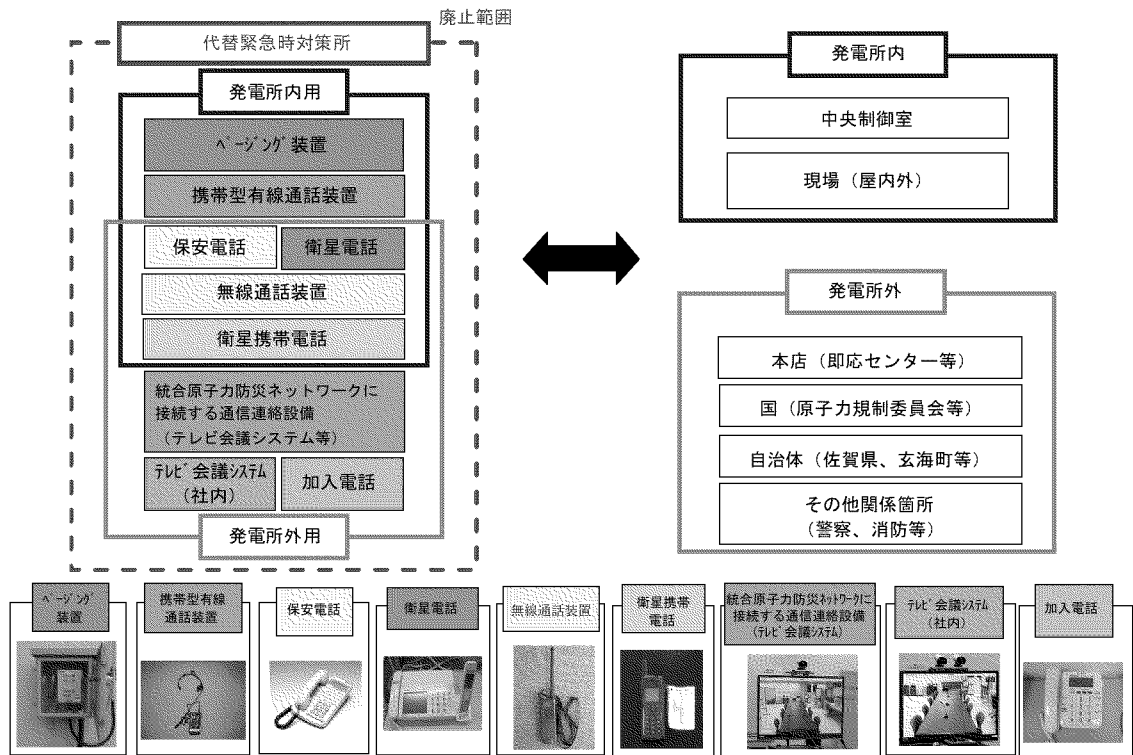 廃止範囲
代替緊急時対策所
発電所内用
ページング装置
携帯型有線通話装置
保安電話
衛星電話
無線通話装置
衛星携帯電話
統合原子力防災ネットワークに
接続する通信連絡設備
（テレビ会議システム等）
テレビ会議システム
（社内）
加入電話
発電所外用
発電所内
中央制御室
現場（屋内外）
発電所外
本店（即応センター等）
国（原子力規制委員会等）
自治体（佐賀県、玄海町等）
その他関係箇所
（警察、消防等）
ページング
装置
携帯型有線
通話装置
保安電話
衛星電話
無線通話装置
衛星携帯
電話
統合原子力防災ネットワークに
接続する通信連絡設備
（テレビ会議システム）
テレビ会議システム
（社内）
加入電話